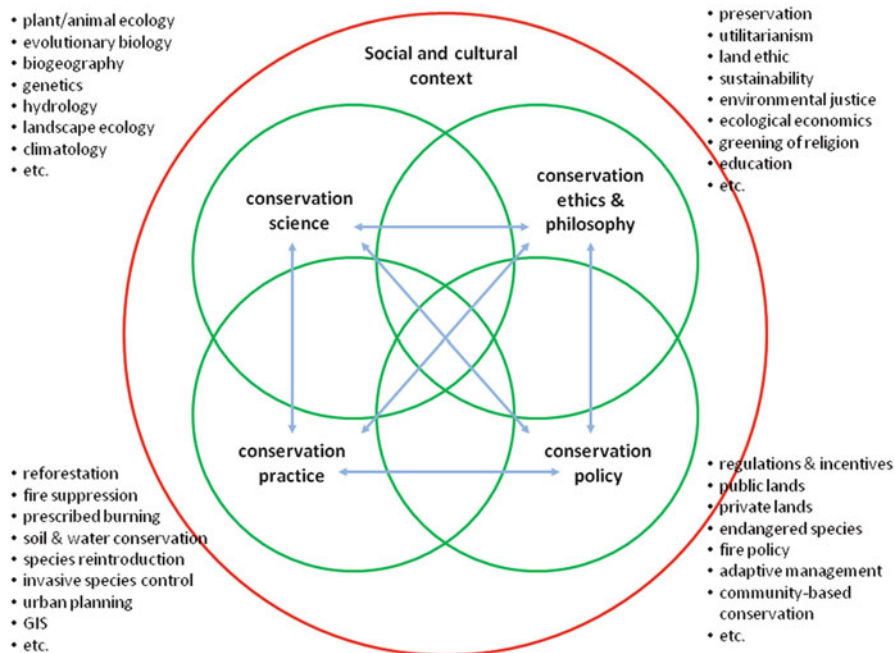 • plant/animal ecology
• evolutionary biology
• biogeography
• genetics
• hydrology
• landscape ecology
• climatology
• etc.
Social and cultural
context
• preservation
• utilitarianism
• land ethic
• sustainability
• environmental justice
• ecological economics
• greening of religion
• education
• etc.
conservation
science
conservation
ethics &
philosophy
conservation
practice
conservation
policy
• reforestation
• fire suppression
• prescribed burning
• soil & water conservation
• species reintroduction
• invasive species control
• urban planning
• GIS
• etc.
• regulations & incentives
• public lands
• private lands
• endangered species
• fire policy
• adaptive management
• community-based
conservation
• etc.